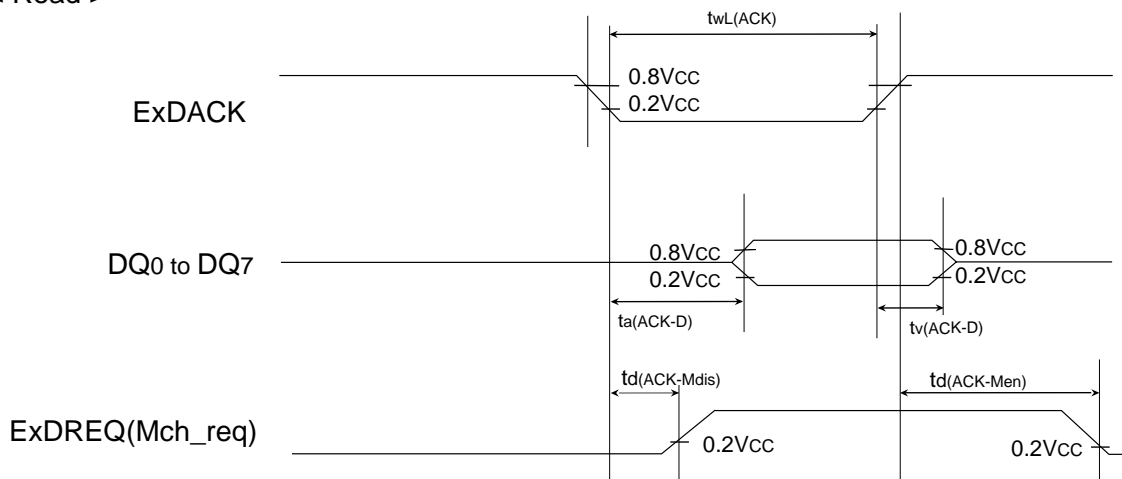 Read >
twL(ACK)
0.8VCC
ExDACK
0.2VCC
0.8VCC
0.8VCC
DQ0 to DQ7
0.2VCC
0.2VCC
ta(ACK-D)
tv(ACK-D)
td(ACK-Mdis)
td(ACK-Men)
ExDREQ(Mch_req)
0.2VCC
0.2VCC